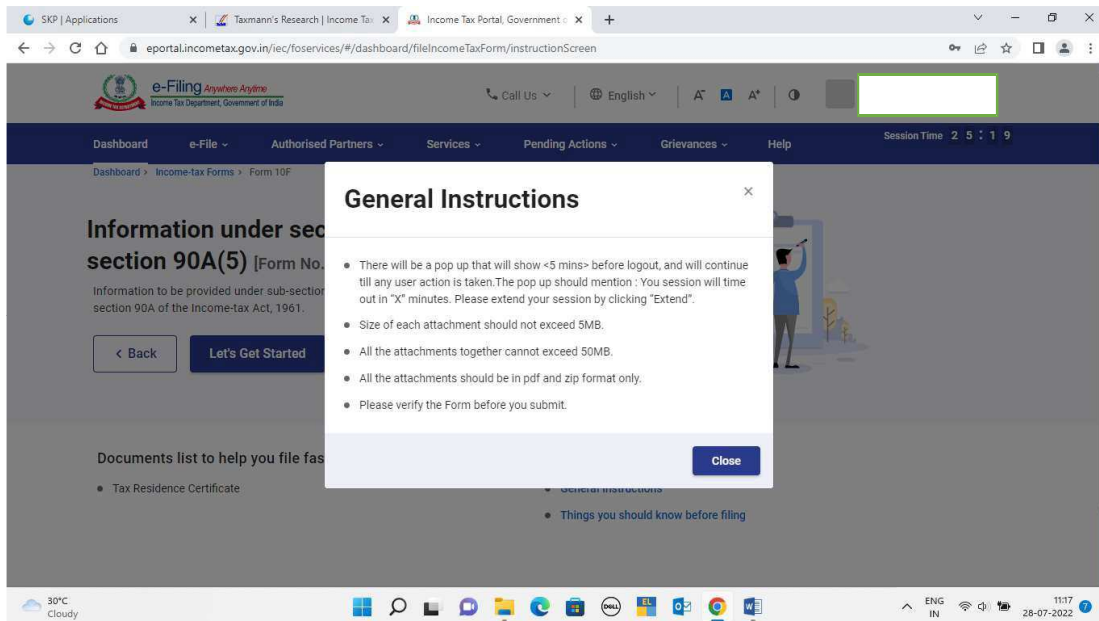 SKP | Applications
Taxmann's Research | Income Tax
Income Tax Portal, Government
eportal.incometax.gov.in/iec/foservices/#/dashboard/fileIncomeTaxForm/instructionScreen
e-Filing Anywhere Anytime
Income Tax Department, Government of India
Call Us
English
A-
A
A+
Dashboard
e-File
Authorised Partners
Services
Pending Actions
Grievances
Help
Session Time 2 5 : 1 9
Dashboard > Income-tax Forms > Form 10F
Information under sec
section 90A(5) [Form No.
Information to be provided under sub-section
section 90A of the Income-tax Act, 1961.
< Back
Let's Get Started
General Instructions
×
• There will be a pop up that will show <5 mins> before logout, and will continue
till any user action is taken.The pop up should mention : You session will time
out in "X" minutes. Please extend your session by clicking "Extend".
• Size of each attachment should not exceed 5MB.
• All the attachments together cannot exceed 50MB.
• All the attachments should be in pdf and zip format only.
• Please verify the Form before you submit.
Close
Documents list to help you file fas
• Tax Residence Certificate
• General Instructions
• Things you should know before filing
30°C
Cloudy
DELL
EL
ENG
IN
11:17
28-07-2022
7